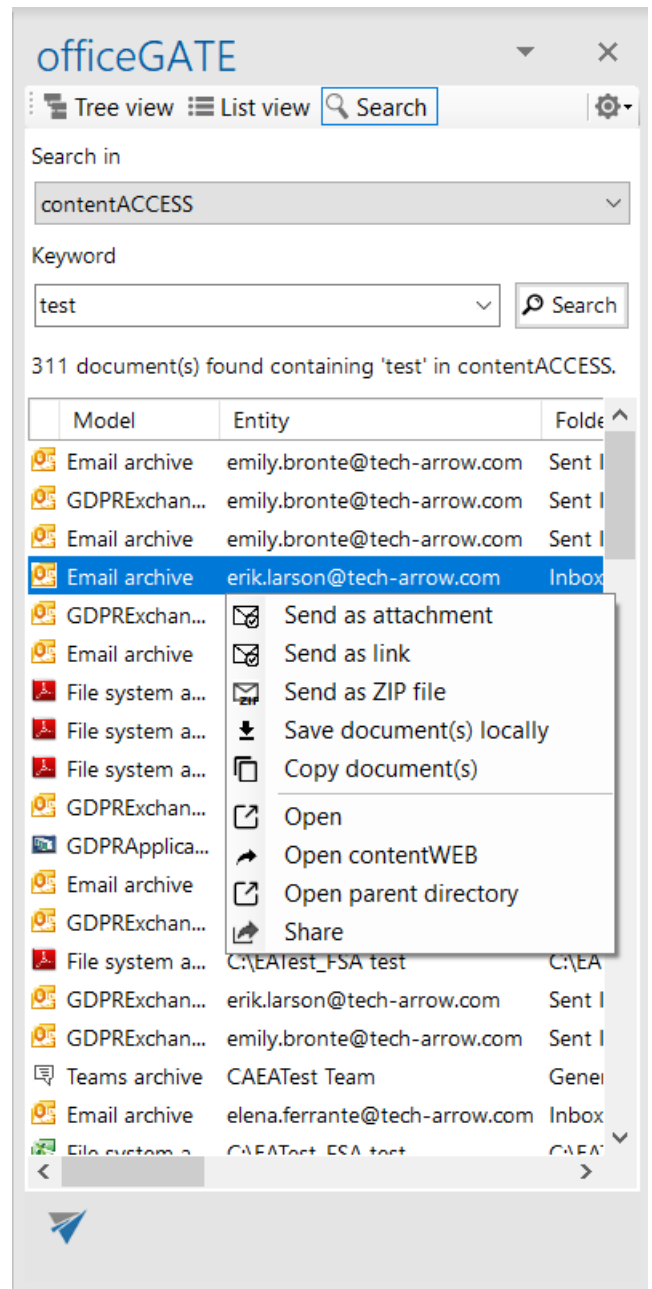 officeGATE
Tree view List view Search
Search in
contentACCESS
Keyword
test Search
311 document(s) found containing 'test' in contentACCESS.
Model Entity Folde
Email archive emily.bronte@tech-arrow.com Sent I
GDPRExchan... emily.bronte@tech-arrow.com Sent I
Email archive emily.bronte@tech-arrow.com Sent I
Email archive erik.larson@tech-arrow.com Inbox
GDPRExchan... Send as attachment
Email archive Send as link
File system a... Send as ZIP file
File system a... Save document(s) locally
File system a... Copy document(s)
GDPRExchan... Open
GDPRApplica... Open contentWEB
Email archive Open parent directory
GDPRExchan... Share
File system a... C:\EATest_FSA test C:\EA
GDPRExchan... erik.larson@tech-arrow.com Sent I
GDPRExchan... emily.bronte@tech-arrow.com Sent I
Teams archive CAEATest Team Gener
Email archive elena.ferrante@tech-arrow.com Inbox
File system a... C:\EATest_FSA test C:\EAT